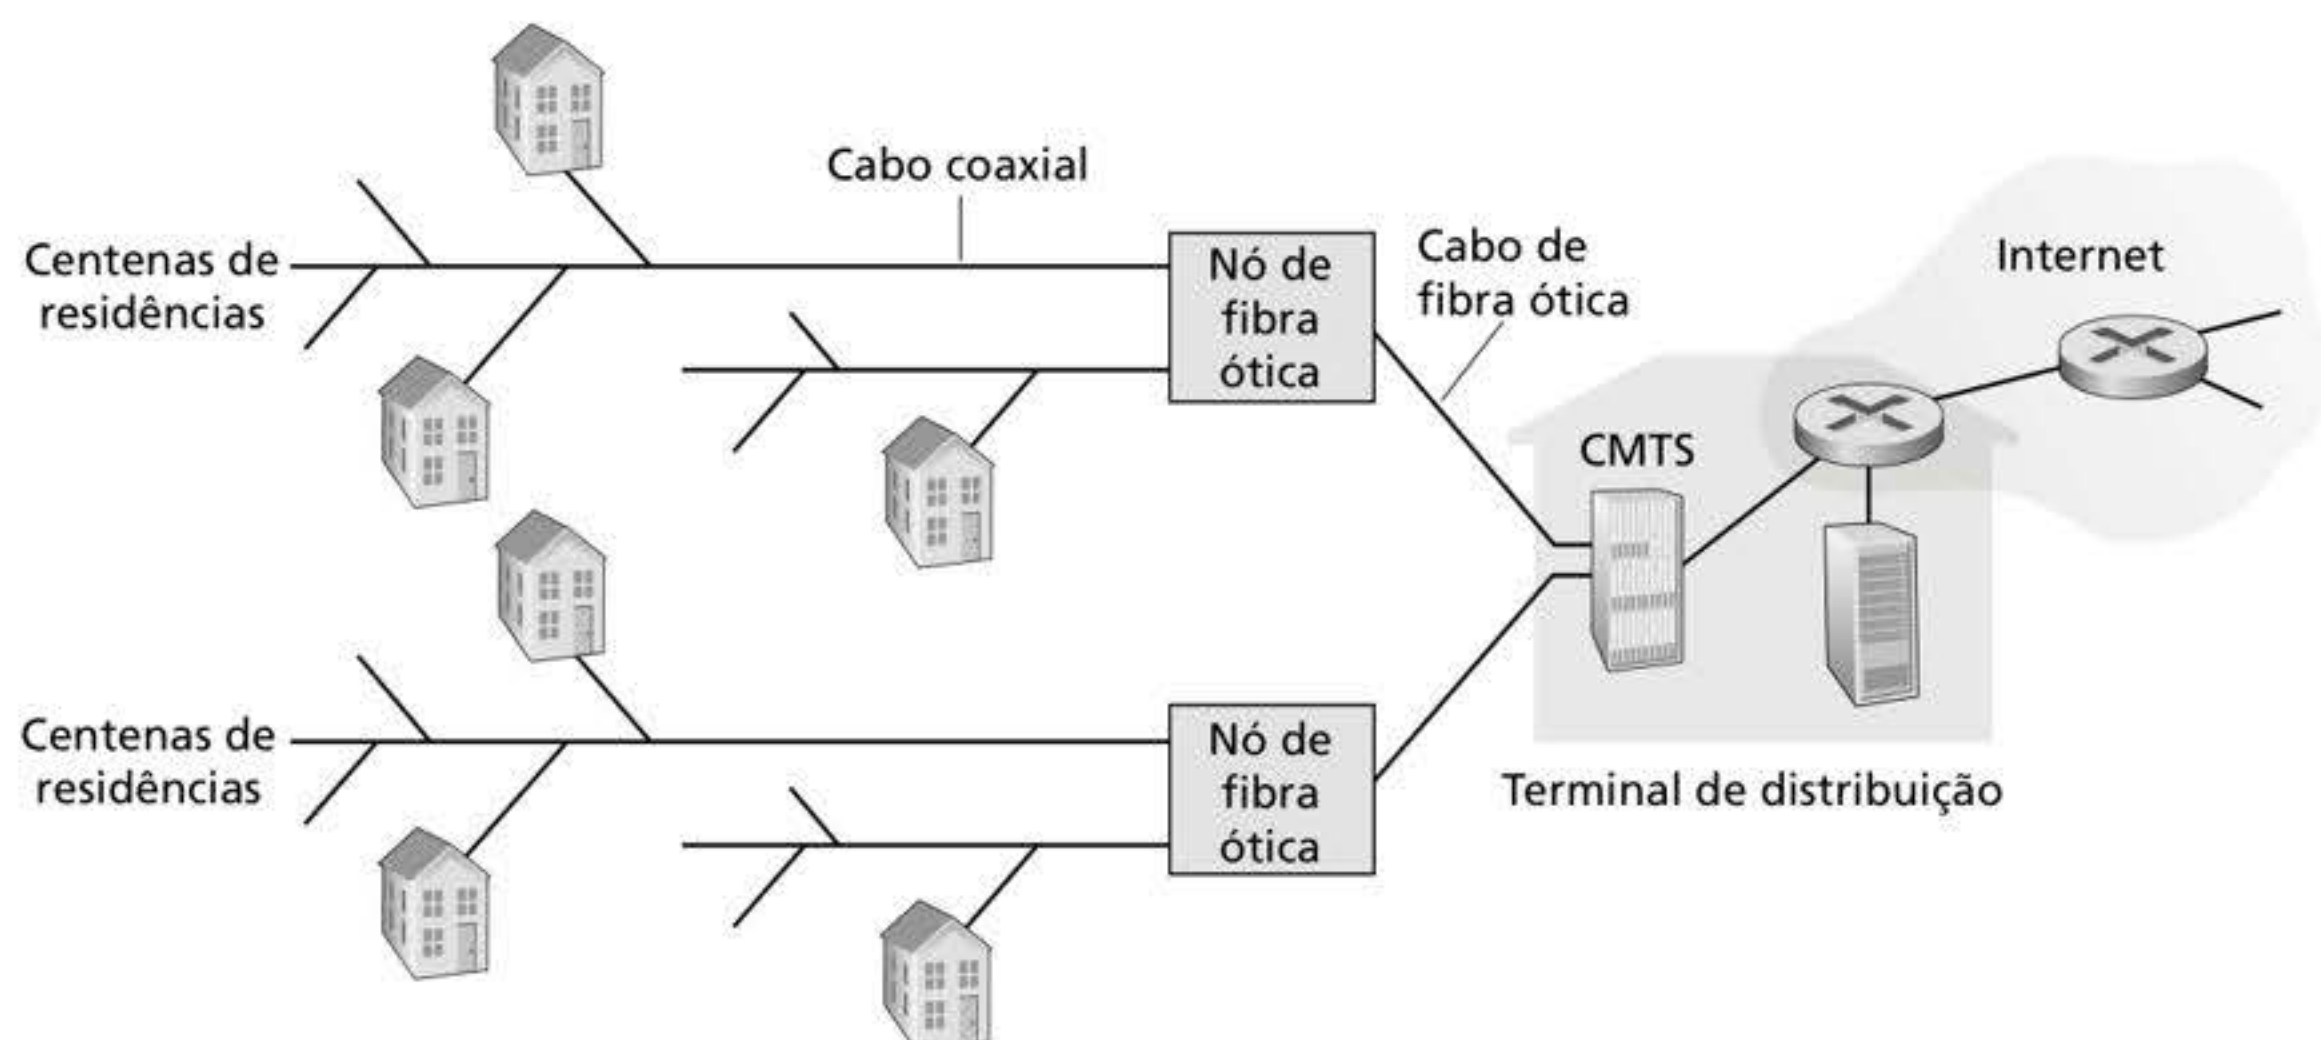 Centenas de
residências
Cabo coaxial
Nó de
fibra
ótica
Cabo de
fibra ótica
Internet
CMTS
Centenas de
residências
Nó de
fibra
ótica
Terminal de distribuição